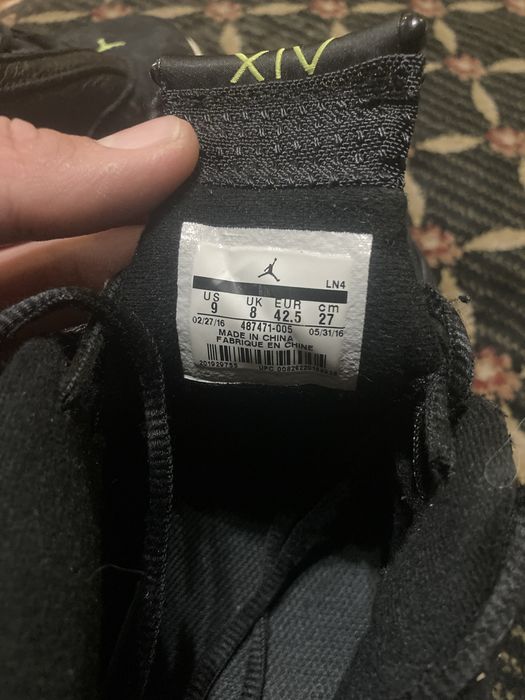 XIV
LN4
US UK EUR cm
9 8 42.5 27
02/27/16 487471-005 05/31/16
MADE IN CHINA
FABRIQUE EN CHINE